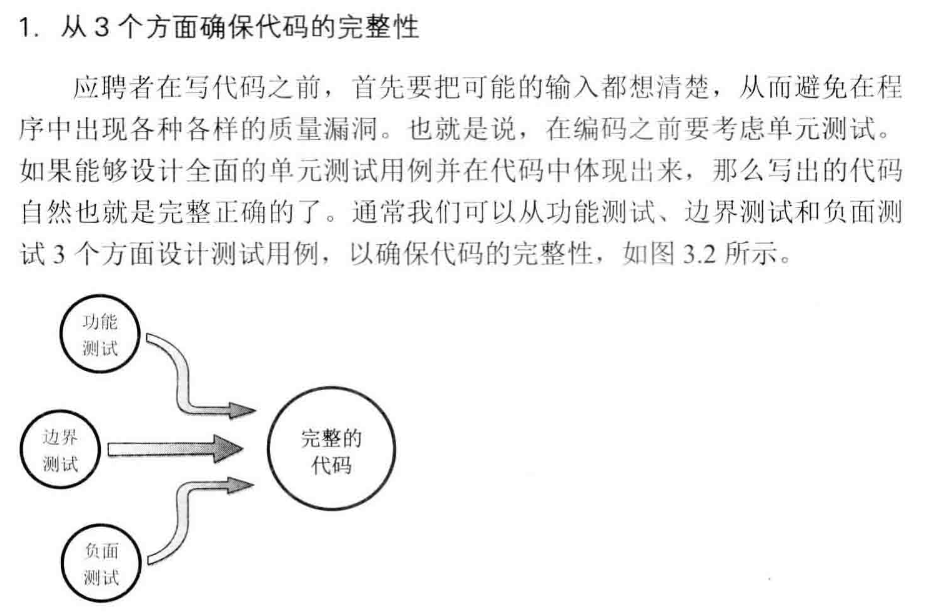 1. 从 3 个方面确保代码的完整性
应聘者在写代码之前，首先要把可能的输入都想清楚，从而避免在程
序中出现各种各样的质量漏洞。也就是说，在编码之前要考虑单元测试。
如果能够设计全面的单元测试用例并在代码中体现出来，那么写出的代码
自然也就是完整正确的了。通常我们可以从功能测试、边界测试和负面测
试 3 个方面设计测试用例，以确保代码的完整性，如图 3.2 所示。
功能
测试
边界
测试
完整的
代码
负面
测试